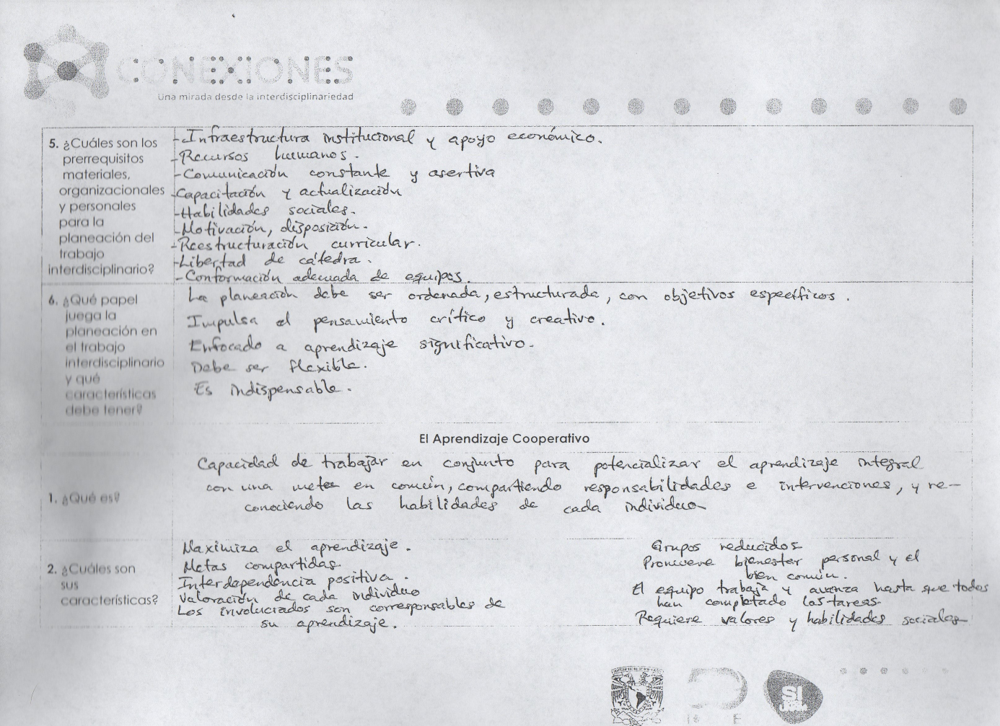 CONEXIONES
Una mirada desde la interdisciplinariedad
5. ¿Cuáles son los
prerrequisitos
materiales,
organizacionales
y personales
para la
planeación del
trabajo
interdisciplinario?
-Infraestructura institucional y apoyo económico.
-Recursos humanos.
-Comunicación constante y asertiva
-Capacitación y actualización
-Habilidades sociales.
-Motivación, disposición.
-Reestructuración curricular.
-Libertad de cátedra.
-Conformación adecuada de equipos.
6. ¿Qué papel
juega la
planeación en
el trabajo
interdisciplinario
y qué
características
debe tener?
La planeación debe ser ordenada, estructurada, con objetivos específicos.
Impulsa el pensamiento crítico y creativo.
Enfocado a aprendizaje significativo.
Debe ser flexible.
Es indispensable.
El Aprendizaje Cooperativo
1. ¿Qué es?
Capacidad de trabajar en conjunto para potencializar el aprendizaje integral
con una meta en común, compartiendo responsabilidades e intervenciones, y re-
conociendo las habilidades de cada individuo
2. ¿Cuáles son
sus
características?
Maximiza el aprendizaje.
Metas compartidas
Interdependencia positiva.
Valoración de cada individuo
Los involucrados son corresponsables de
su aprendizaje.
Grupos reducidos
Promueve bienester personal y el
bien común.
El equipo trabaja y avanza hasta que todos
han completado las tareas.
Requiere valores y habilidades sociales
SI